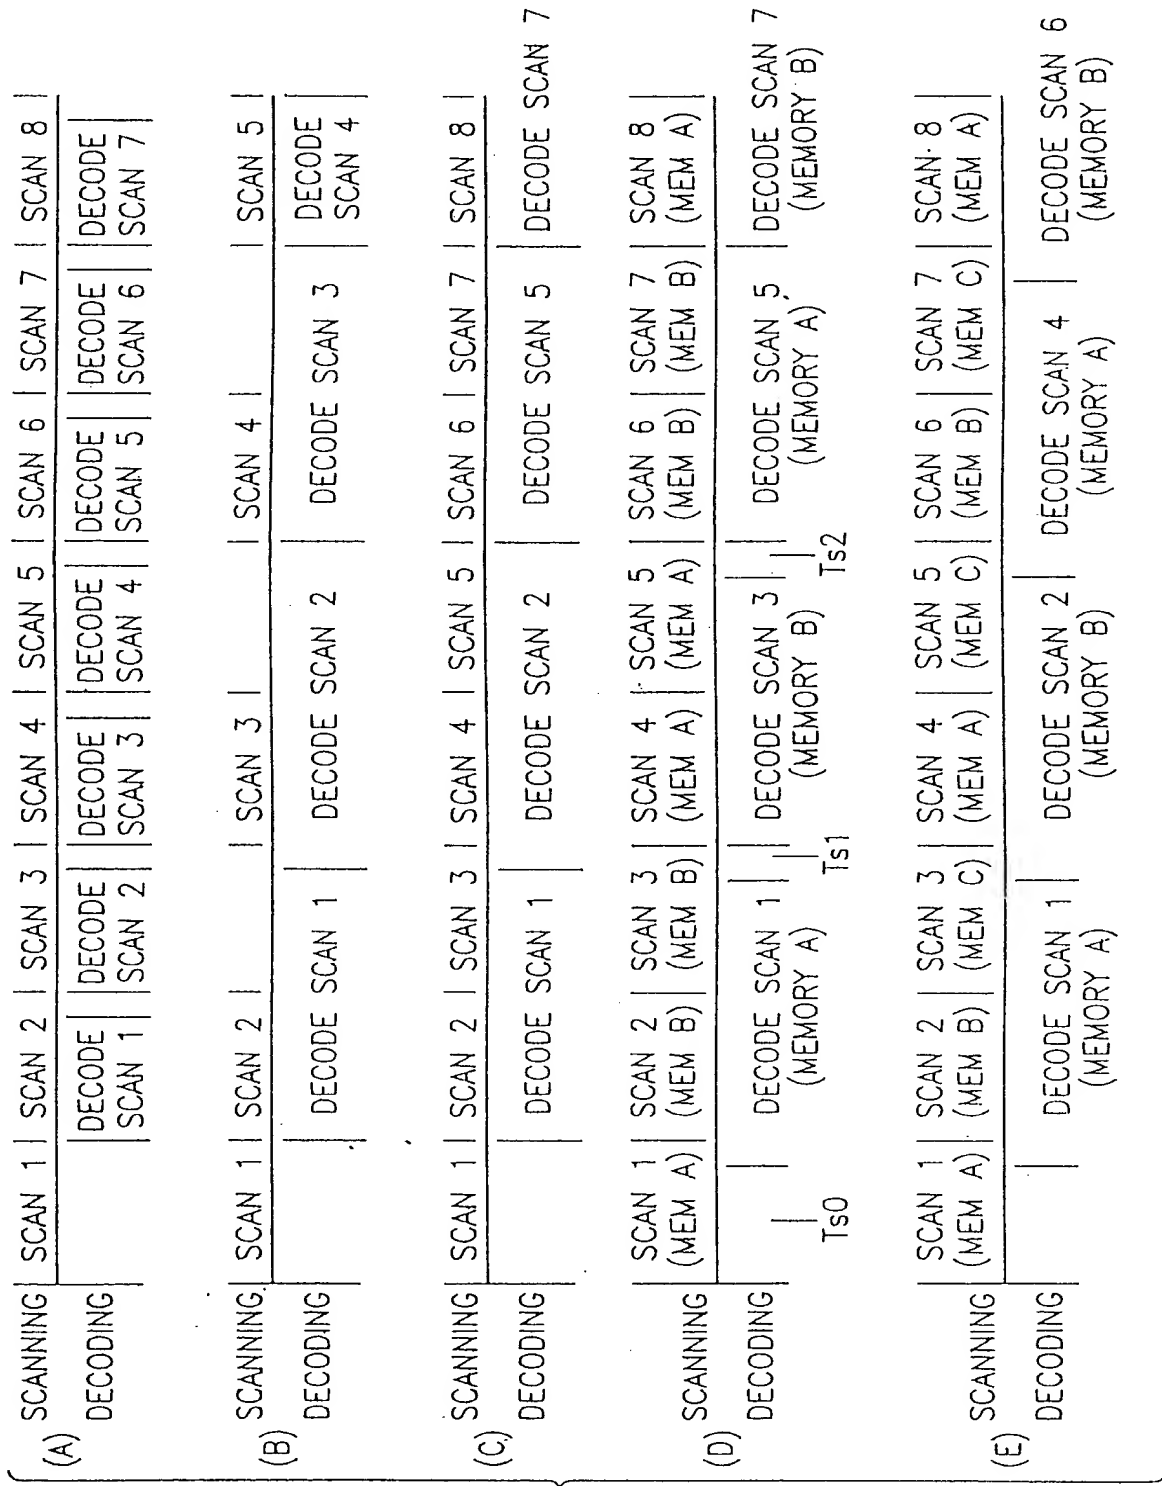 (A) SCANNING | SCAN 1 | SCAN 2 | SCAN 3 | SCAN 4 | SCAN 5 | SCAN 6 | SCAN 7 | SCAN 8 |
DECODING | DECODE | DECODE | DECODE | DECODE | DECODE | DECODE | DECODE
SCAN 1 | SCAN 2 | SCAN 3 | SCAN 4 | SCAN 5 | SCAN 6 | SCAN 7 |
(B) SCANNING | SCAN 1 | SCAN 2 | SCAN 3 | SCAN 4 | SCAN 5 |
DECODING | DECODE SCAN 1 | DECODE SCAN 2 | DECODE SCAN 3 | DECODE
SCAN 4
(C) SCANNING | SCAN 1 | SCAN 2 | SCAN 3 | SCAN 4 | SCAN 5 | SCAN 6 | SCAN 7 | SCAN 8 |
DECODING | DECODE SCAN 1 | DECODE SCAN 2 | DECODE SCAN 5 | DECODE SCAN 7
(D) SCANNING | SCAN 1 | SCAN 2 | SCAN 3 | SCAN 4 | SCAN 5 | SCAN 6 | SCAN 7 | SCAN 8 |
(MEM A) | (MEM B) | (MEM B) | (MEM A) | (MEM A) | (MEM B) | (MEM B) | (MEM A) |
DECODING | DECODE SCAN 1 | DECODE SCAN 3 | DECODE SCAN 5 | DECODE SCAN 7
(MEMORY A) (MEMORY B) (MEMORY A) (MEMORY B)
Ts0 Ts1 Ts2
(E) SCANNING | SCAN 1 | SCAN 2 | SCAN 3 | SCAN 4 | SCAN 5 | SCAN 6 | SCAN 7 | SCAN 8 |
(MEM A) | (MEM B) | (MEM C) | (MEM A) | (MEM C) | (MEM B) | (MEM C) | (MEM A) |
DECODING | DECODE SCAN 1 | DECODE SCAN 2 | DECODE SCAN 4 | DECODE SCAN 6
(MEMORY A) (MEMORY B) (MEMORY A) (MEMORY B)